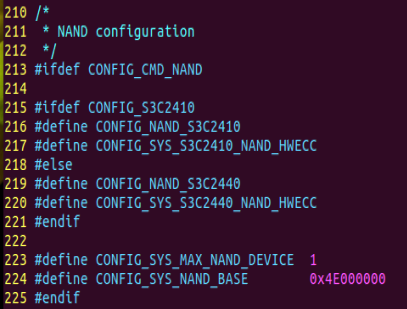 210 /*
211  * NAND configuration
212  */
213 #ifdef CONFIG_CMD_NAND
214
215 #ifdef CONFIG_S3C2410
216 #define CONFIG_NAND_S3C2410
217 #define CONFIG_SYS_S3C2410_NAND_HWECC
218 #else
219 #define CONFIG_NAND_S3C2440
220 #define CONFIG_SYS_S3C2440_NAND_HWECC
221 #endif
222
223 #define CONFIG_SYS_MAX_NAND_DEVICE  1
224 #define CONFIG_SYS_NAND_BASE        0x4E000000
225 #endif